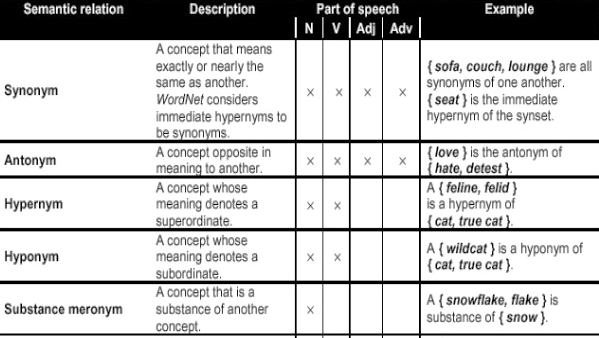 Semantic relation Description Part of speech Example
N V Adj Adv
Synonym
A concept that means
exactly or nearly the
same as another.
WordNet considers
immediate hypernyms to
be synonyms.
× × × ×
{ sofa, couch, lounge } are all
synonyms of one another.
{ seat } is the immediate
hypernym of the synset.
Antonym
A concept opposite in
meaning to another.
× × × ×
{ love } is the antonym of
{ hate, detest }.
Hypernym
A concept whose
meaning denotes a
superordinate.
× ×
A { feline, felid }
is a hypernym of
{ cat, true cat }.
Hyponym
A concept whose
meaning denotes a
subordinate.
× ×
A { wildcat } is a hyponym of
{ cat, true cat }.
Substance meronym
A concept that is a
substance of another
concept.
×
A { snowflake, flake } is
substance of { snow }.